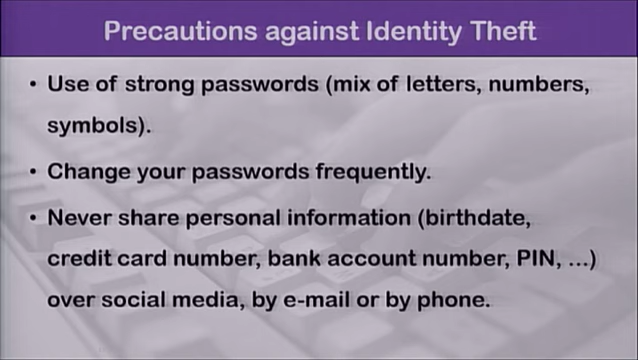 Precautions against Identity Theft
• Use of strong passwords (mix of letters, numbers,
symbols).
• Change your passwords frequently.
• Never share personal information (birthdate,
credit card number, bank account number, PIN, ...)
over social media, by e-mail or by phone.